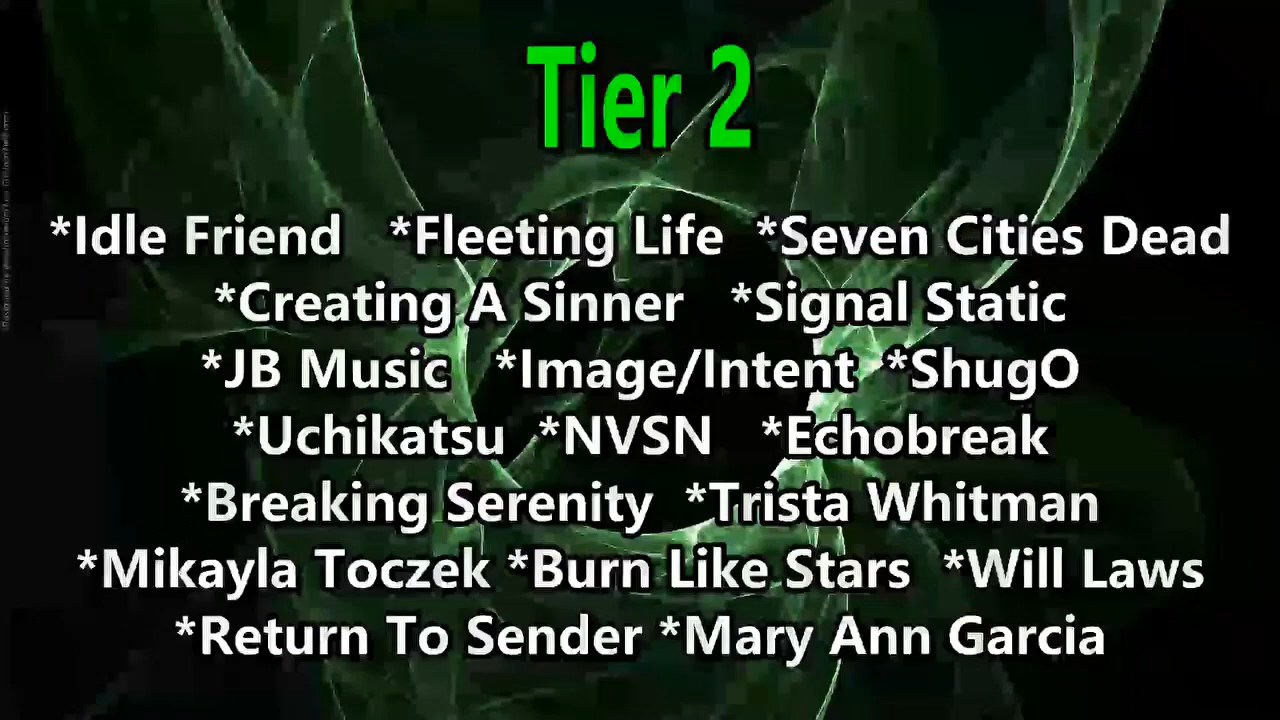 Tier 2
*Idle Friend *Fleeting Life *Seven Cities Dead
*Creating A Sinner *Signal Static
*JB Music *Image/Intent *ShugO
*Uchikatsu *NVSN *Echobreak
*Breaking Serenity *Trista Whitman
*Mikayla Toczek *Burn Like Stars *Will Laws
*Return To Sender *Mary Ann Garcia